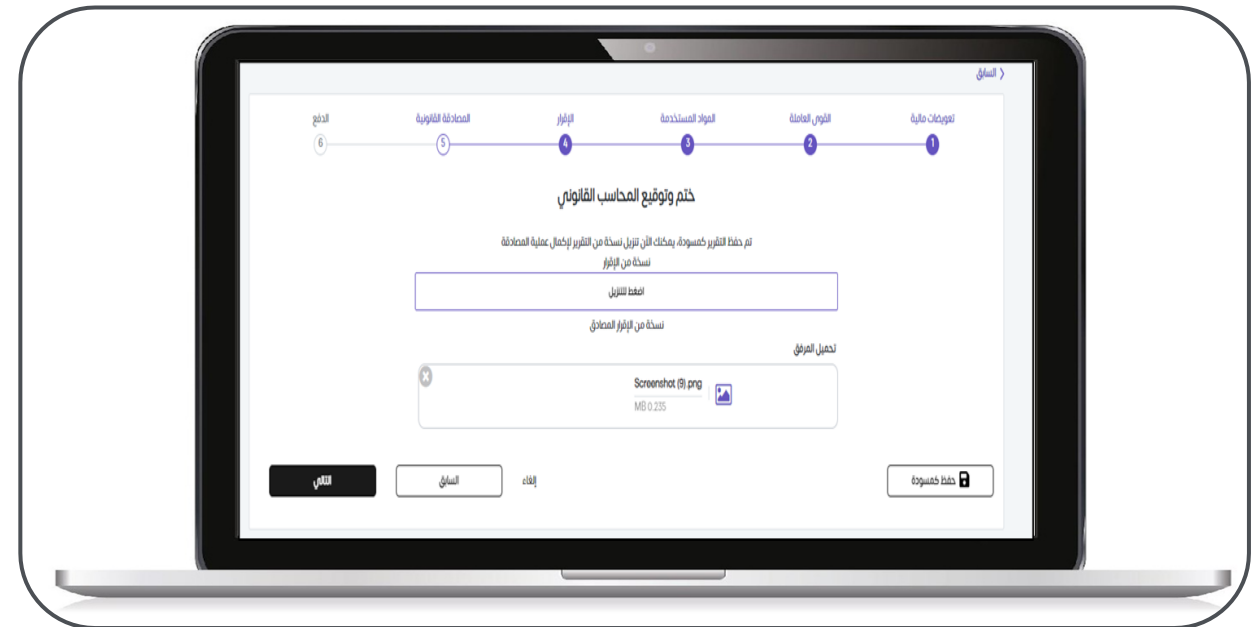 السابق
تعويضات مالية
القوى العاملة
المواد المستخدمة
الإقرار
المصادقة القانونية
الدفع
1
2
3
4
5
6
ختم وتوقيع المحاسب القانوني
تم حفظ التقرير كمسودة، يمكنك الآن تنزيل نسخة من التقرير لإكمال عملية المصادقة
نسخة من الإقرار
اضغط للتنزيل
نسخة من الإقرار المصادق
تحميل المرفق
Screenshot (9).png
MB 0.235
حفظ كمسودة
إلغاء
السابق
التالي